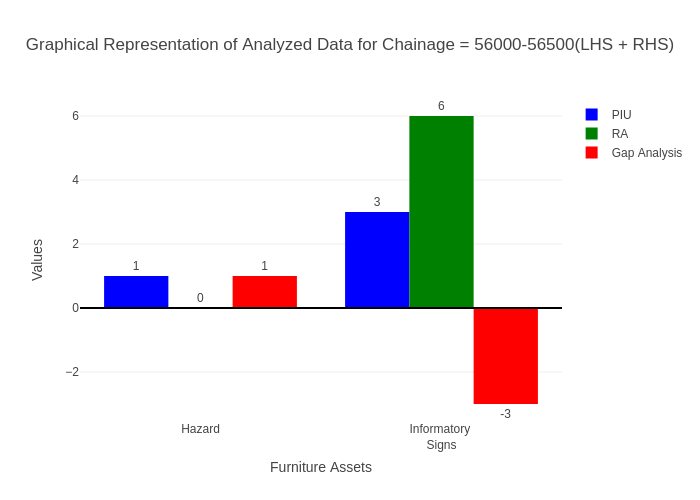 Graphical Representation of Analyzed Data for Chainage = 56000-56500(LHS + RHS)
PIU
RA
Gap Analysis
6
4
2
0
−2
Values
1
0
1
3
6
-3
Hazard
Informatory
Signs
Furniture Assets